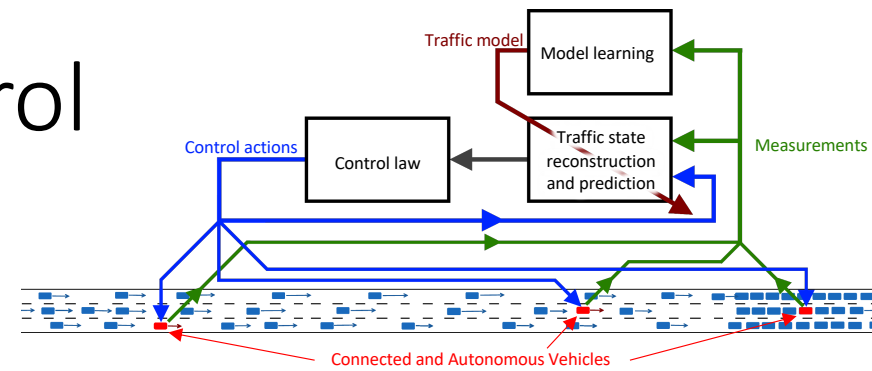 rol
Traffic model
Model learning
Control actions
Control law
Traffic state
reconstruction
and prediction
Measurements
Connected and Autonomous Vehicles